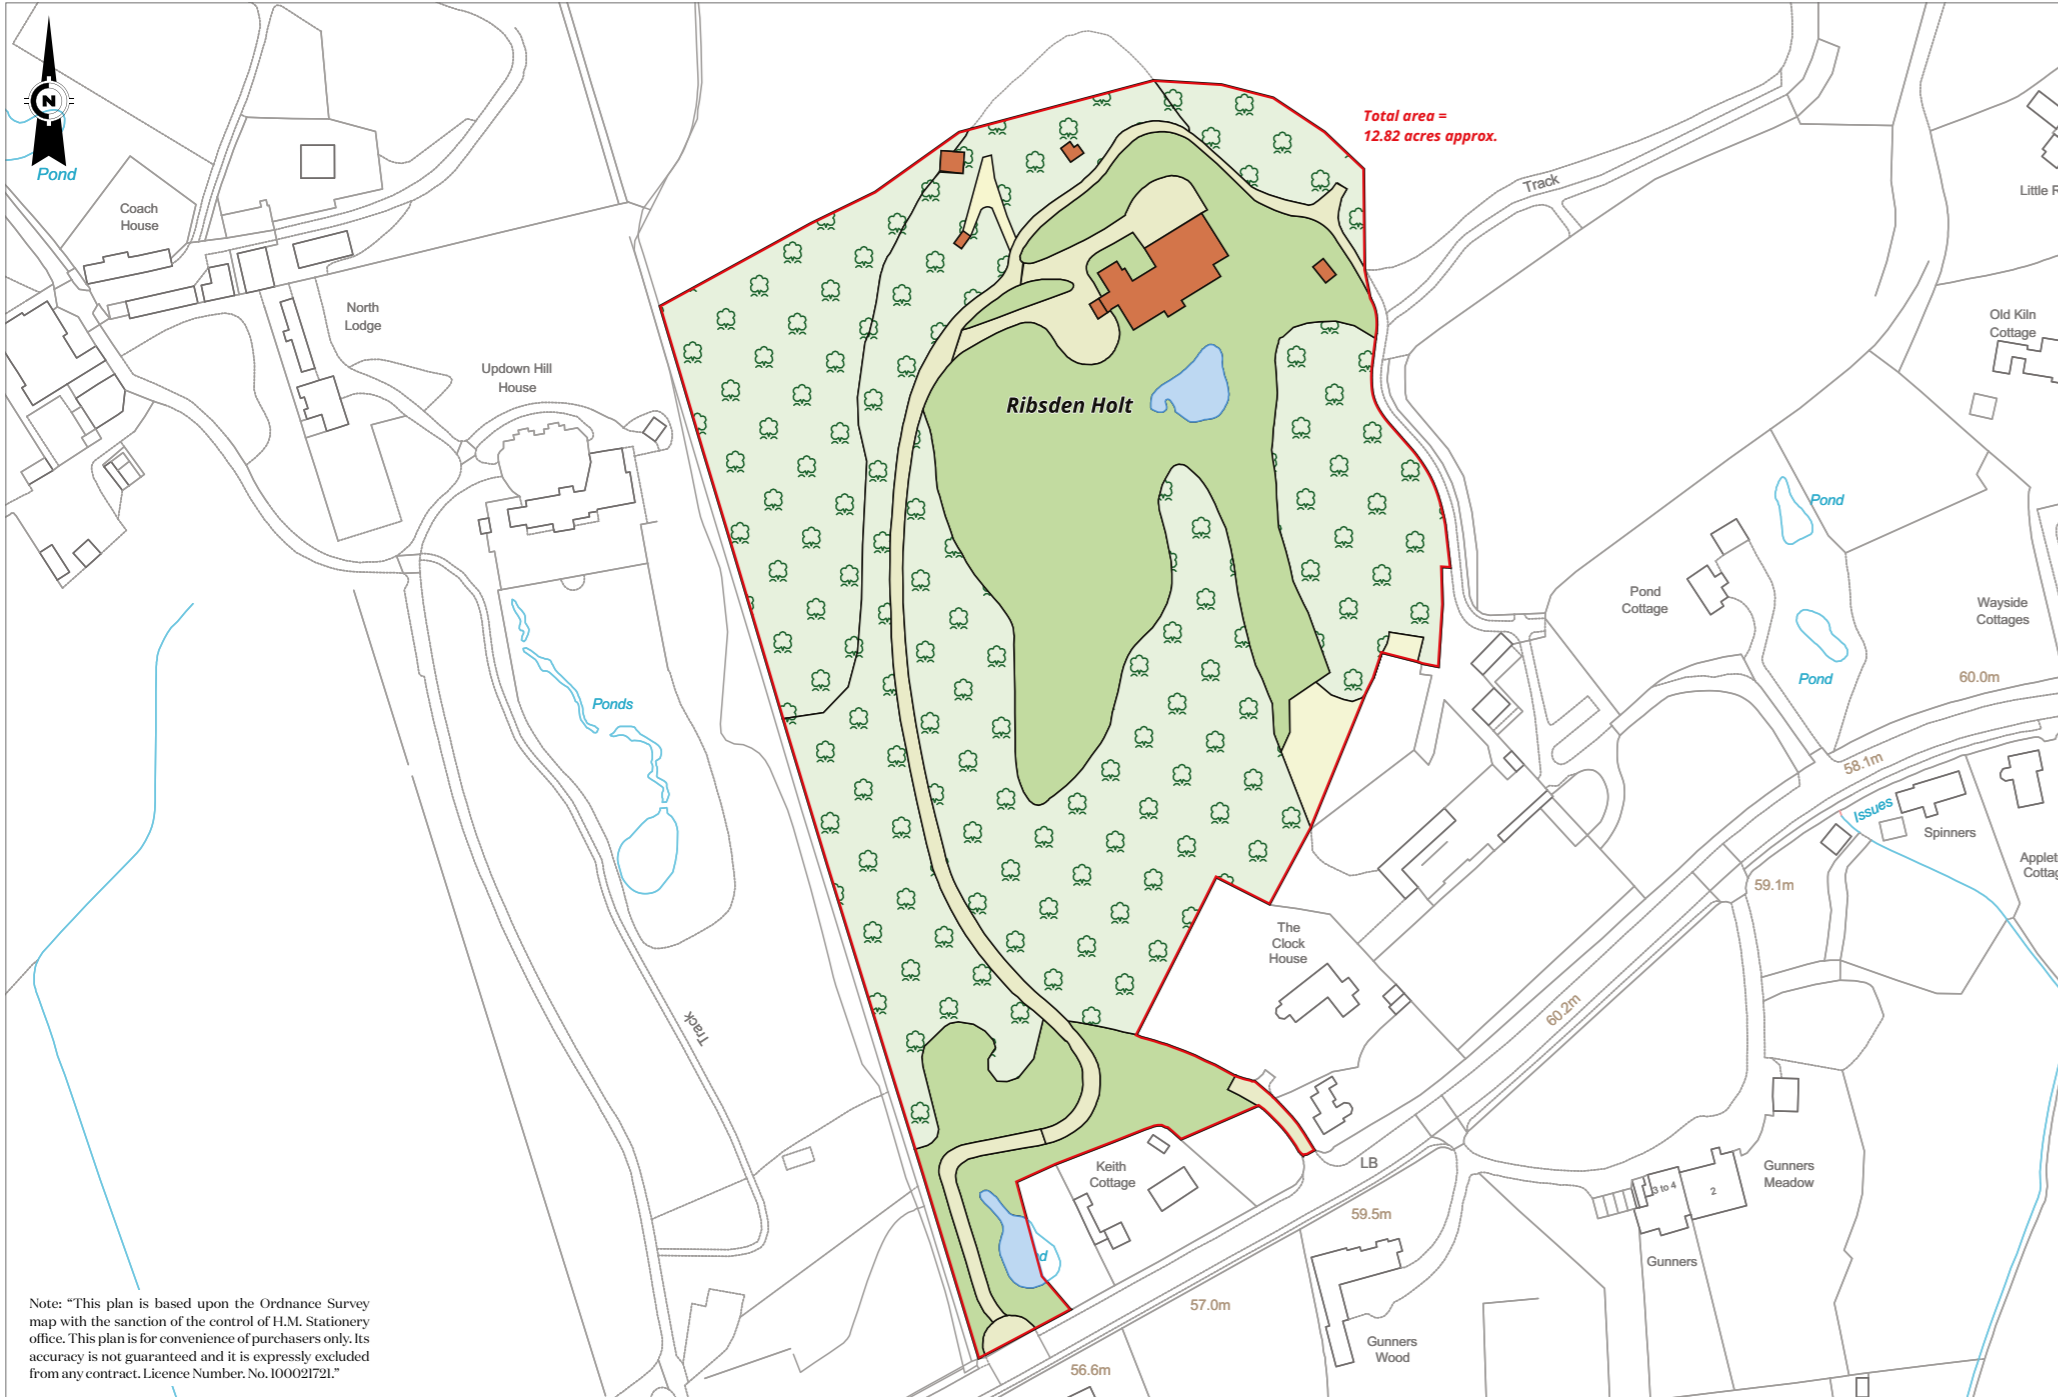 N
Pond
Coach
House
North
Lodge
Updown Hill
House
Total area =
12.82 acres approx.
Track
Little R
Old Kiln
Cottage
Ribsden Holt
Pond
Pond
Cottage
Wayside
Cottages
Pond
60.0m
Ponds
58.1m
Issues
Spinners
Applet
Cottag
59.1m
The
Clock
House
60.2m
Track
Keith
Cottage
LB
Gunners
Meadow
3 to 4
2
59.5m
d
Gunners
57.0m
Gunners
Wood
56.6m
Note: “This plan is based upon the Ordnance Survey
map with the sanction of the control of H.M. Stationery
office. This plan is for convenience of purchasers only. Its
accuracy is not guaranteed and it is expressly excluded
from any contract. Licence Number. No. 100021721.”